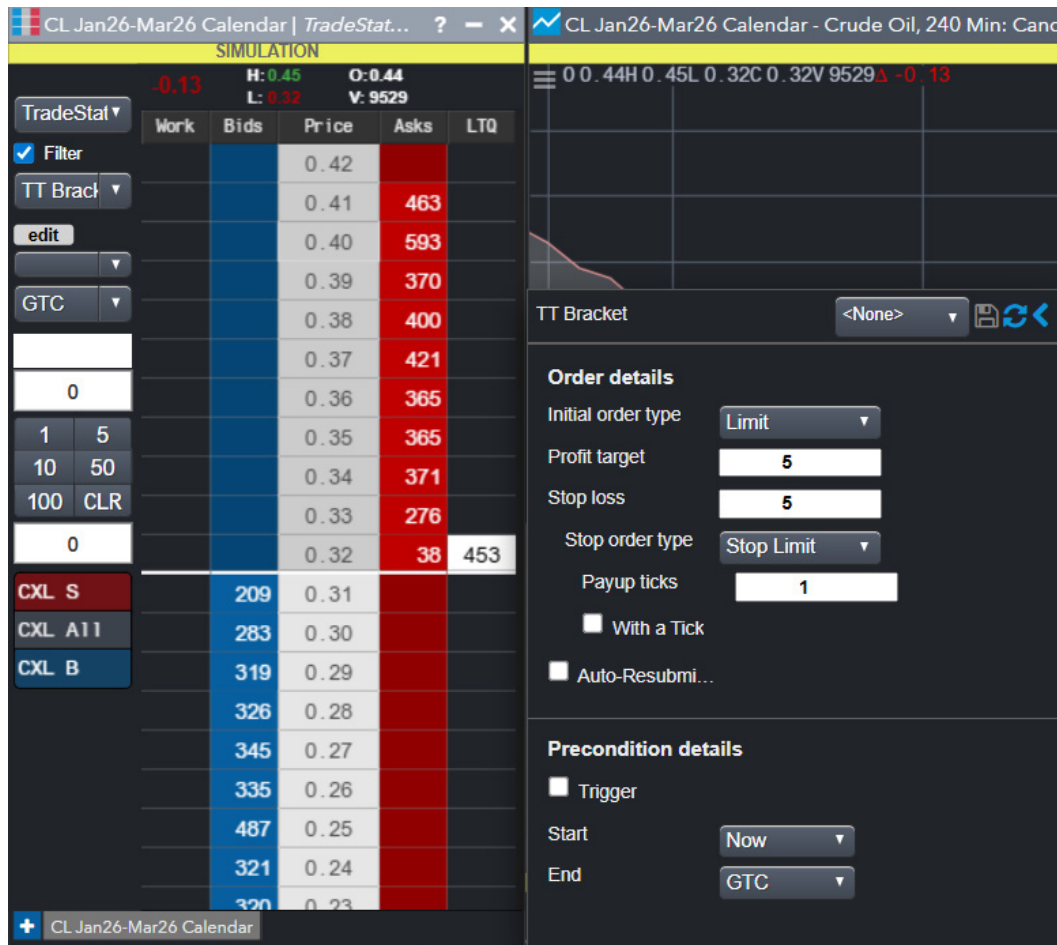 CL Jan26-Mar26 Calendar | TradeStat... ? — ✕
SIMULATION
-0.13 H: 0.45 O: 0.44
L: 0.32 V: 9529
TradeStat
Work Bids Price Asks LTQ
Filter
TT Brack
edit
GTC
0
1 5
10 50
100 CLR
0
CXL S
CXL All
CXL B
0.42
0.41 463
0.40 593
0.39 370
0.38 400
0.37 421
0.36 365
0.35 365
0.34 371
0.33 276
0.32 38 453
209 0.31
283 0.30
319 0.29
326 0.28
345 0.27
335 0.26
487 0.25
321 0.24
320 0.23
+ CL Jan26-Mar26 Calendar
CL Jan26-Mar26 Calendar - Crude Oil, 240 Min: Canc
O 0.44H 0.45L 0.32C 0.32V 9529Δ -0.13
TT Bracket <None>
Order details
Initial order type Limit
Profit target 5
Stop loss 5
Stop order type Stop Limit
Payup ticks 1
With a Tick
Auto-Resubmi...
Precondition details
Trigger
Start Now
End GTC